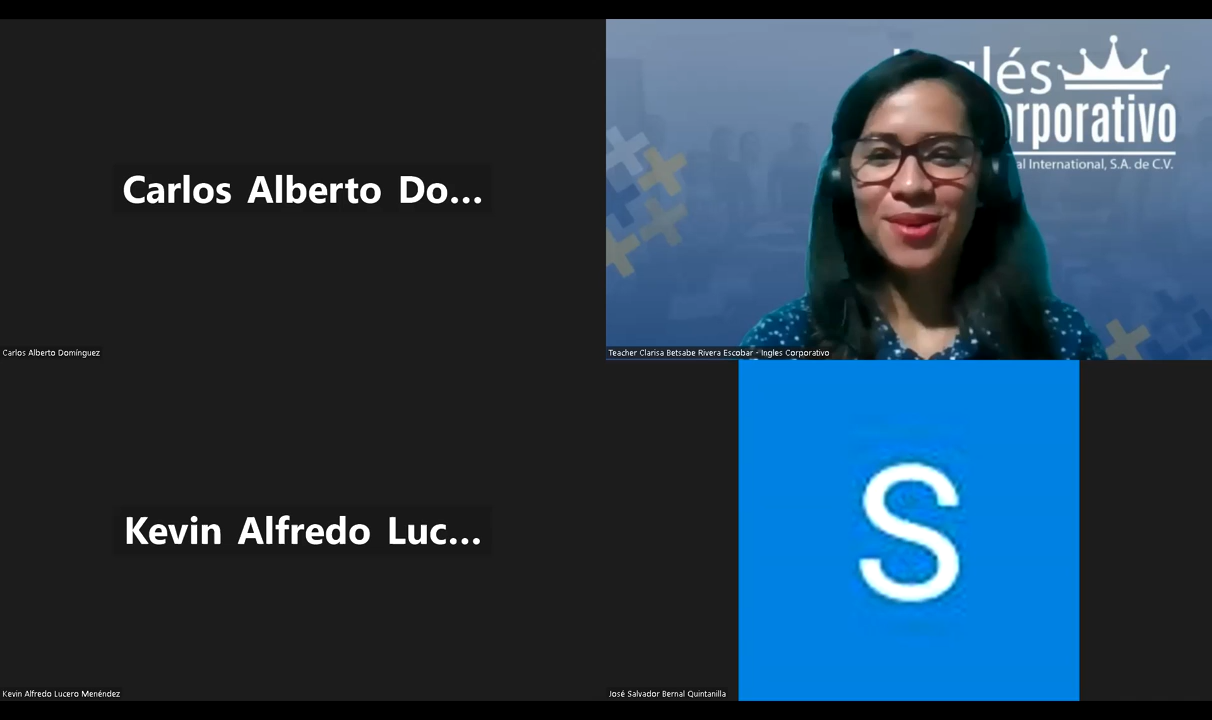 Carlos Alberto Do...
Carlos Alberto Domínguez
Inglés
orporativo
al International, S.A. de C.V.
Teacher Clarisa Betsabe Rivera Escobar - Ingles Corporativo
Kevin Alfredo Luc...
Kevin Alfredo Lucero Menéndez
S
José Salvador Bernal Quintanilla